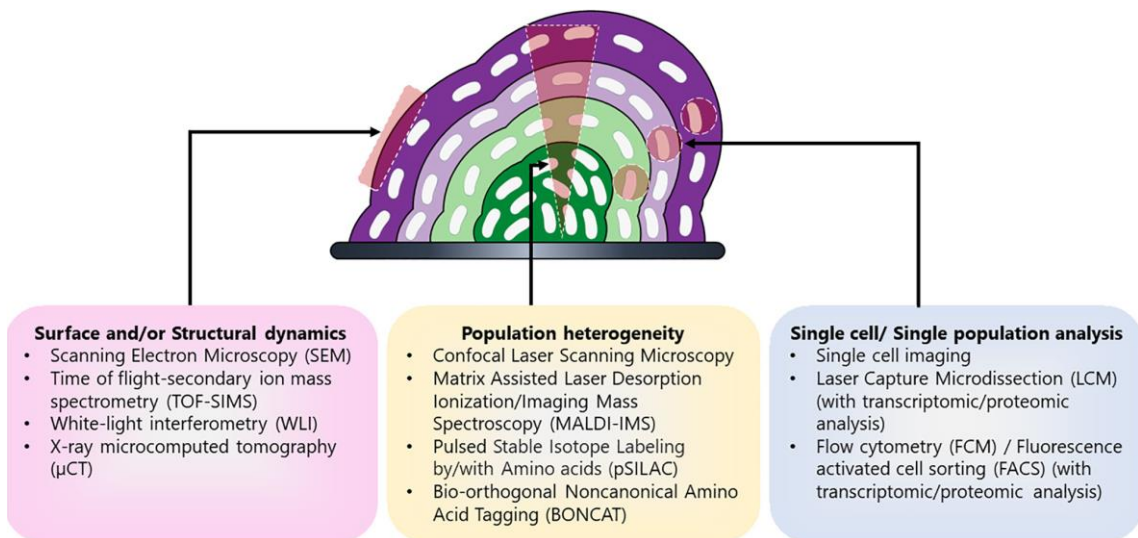 Surface and/or Structural dynamics
• Scanning Electron Microscopy (SEM)
• Time of flight-secondary ion mass
spectrometry (TOF-SIMS)
• White-light interferometry (WLI)
• X-ray microcomputed tomography
(μCT)
Population heterogeneity
• Confocal Laser Scanning Microscopy
• Matrix Assisted Laser Desorption
Ionization/Imaging Mass
Spectroscopy (MALDI-IMS)
• Pulsed Stable Isotope Labeling
by/with Amino acids (pSILAC)
• Bio-orthogonal Noncanonical Amino
Acid Tagging (BONCAT)
Single cell/ Single population analysis
• Single cell imaging
• Laser Capture Microdissection (LCM)
(with transcriptomic/proteomic
analysis)
• Flow cytometry (FCM) / Fluorescence
activated cell sorting (FACS) (with
transcriptomic/proteomic analysis)